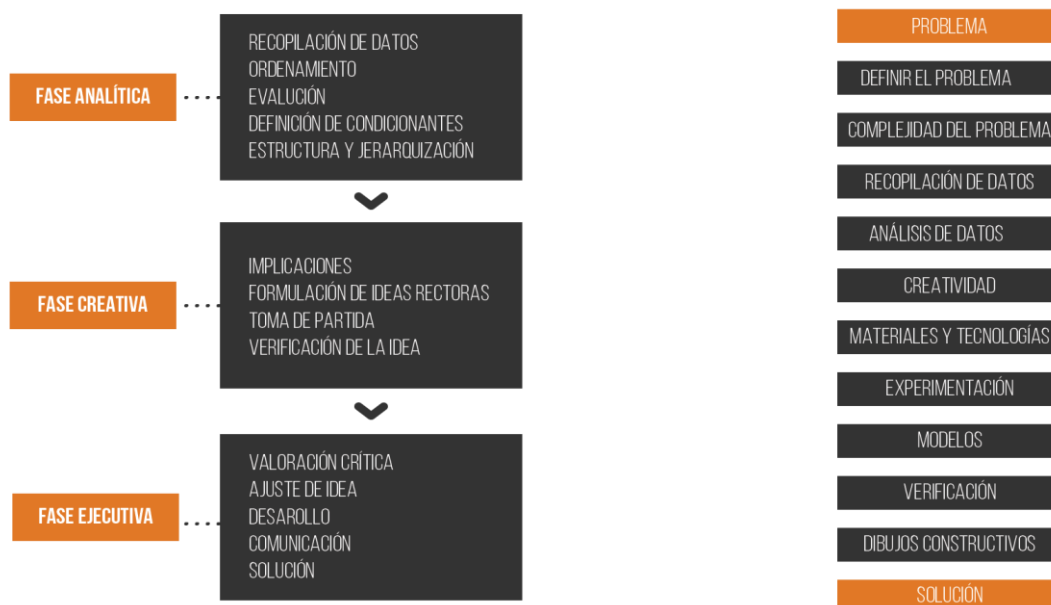 FASE ANALÍTICA
RECOPILACIÓN DE DATOS
ORDENAMIENTO
EVALUCIÓN
DEFINICIÓN DE CONDICIONANTES
ESTRUCTURA Y JERARQUIZACIÓN
FASE CREATIVA
IMPLICACIONES
FORMULACIÓN DE IDEAS RECTORAS
TOMA DE PARTIDA
VERIFICACIÓN DE LA IDEA
FASE EJECUTIVA
VALORACIÓN CRÍTICA
AJUSTE DE IDEA
DESAROLLO
COMUNICACIÓN
SOLUCIÓN
PROBLEMA
DEFINIR EL PROBLEMA
COMPLEJIDAD DEL PROBLEMA
RECOPILACIÓN DE DATOS
ANÁLISIS DE DATOS
CREATIVIDAD
MATERIALES Y TECNOLOGÍAS
EXPERIMENTACIÓN
MODELOS
VERIFICACIÓN
DIBUJOS CONSTRUCTIVOS
SOLUCIÓN